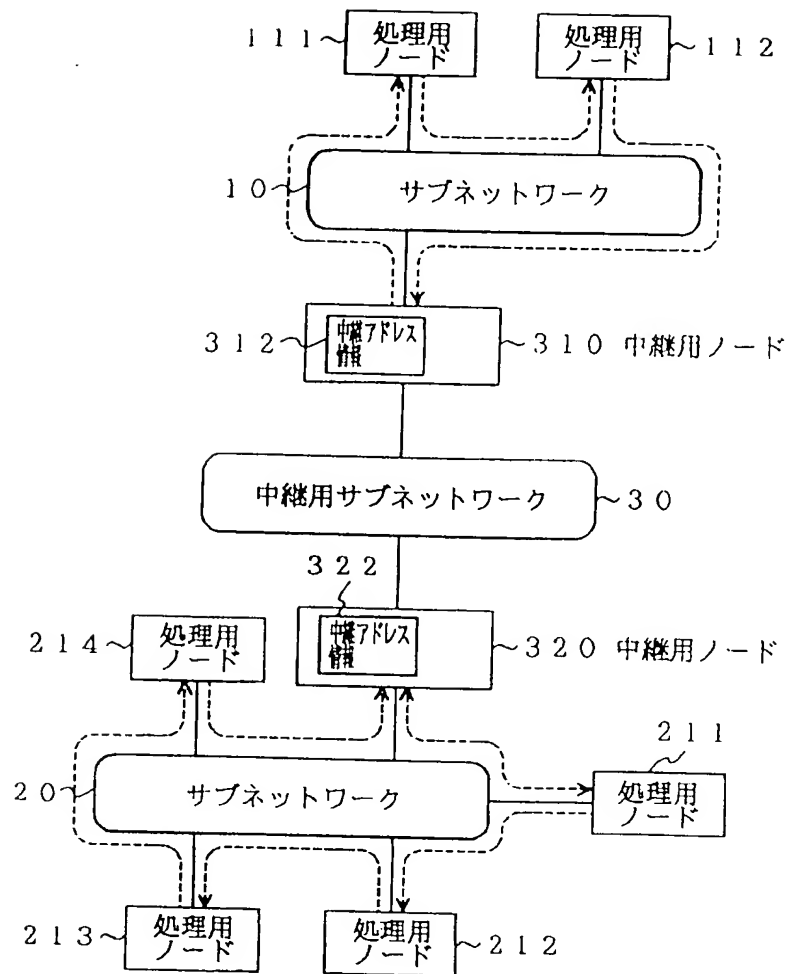 111
処理用
ノード
処理用
ノード
112
10
サブネットワーク
312
中継アドレス
情報
310 中継用ノード
中継用サブネットワーク
30
322
214
処理用
ノード
中継アドレス
情報
320 中継用ノード
211
20
サブネットワーク
処理用
ノード
213
処理用
ノード
処理用
ノード
212